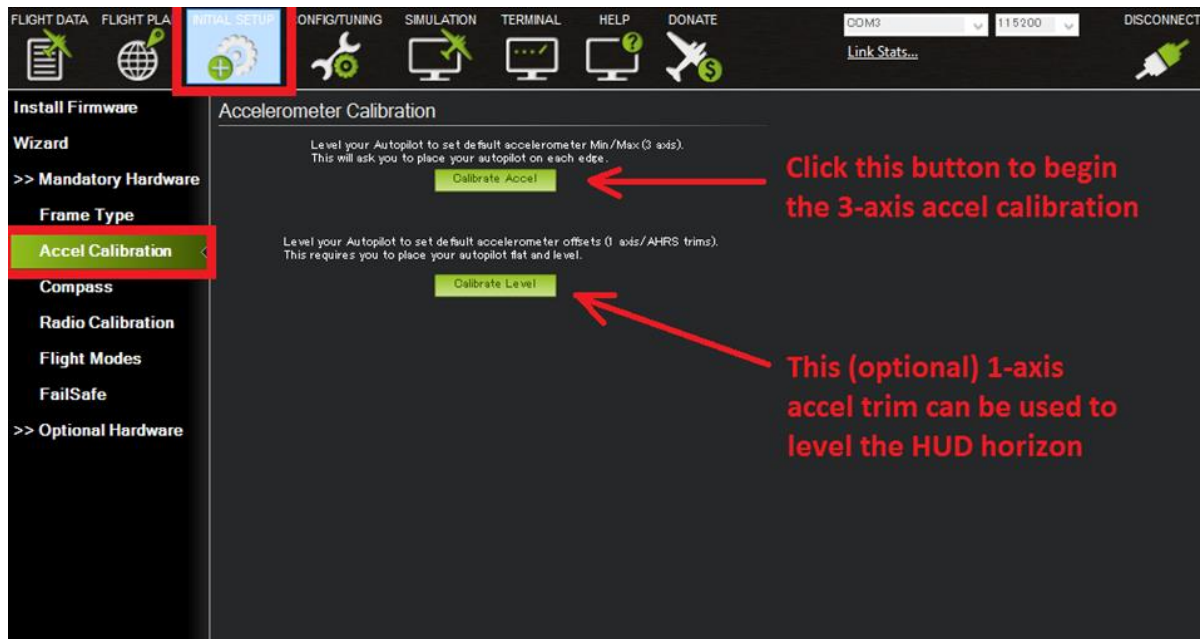 FLIGHT DATA FLIGHT PLA INITIAL SETUP CONFIG/TUNING SIMULATION TERMINAL HELP DONATE COM3 115200 DISCONNECT
Link Stats...
Install Firmware
Wizard
>> Mandatory Hardware
Frame Type
Accel Calibration
Compass
Radio Calibration
Flight Modes
FailSafe
>> Optional Hardware
Accelerometer Calibration
Level your Autopilot to set default accelerometer Min/Max (3 axis).
This will ask you to place your autopilot on each edge.
Calibrate Accel
Click this button to begin
the 3-axis accel calibration
Level your Autopilot to set default accelerometer offsets (1 axis/AHRS trims).
This requires you to place your autopilot flat and level.
Calibrate Level
This (optional) 1-axis
accel trim can be used to
level the HUD horizon